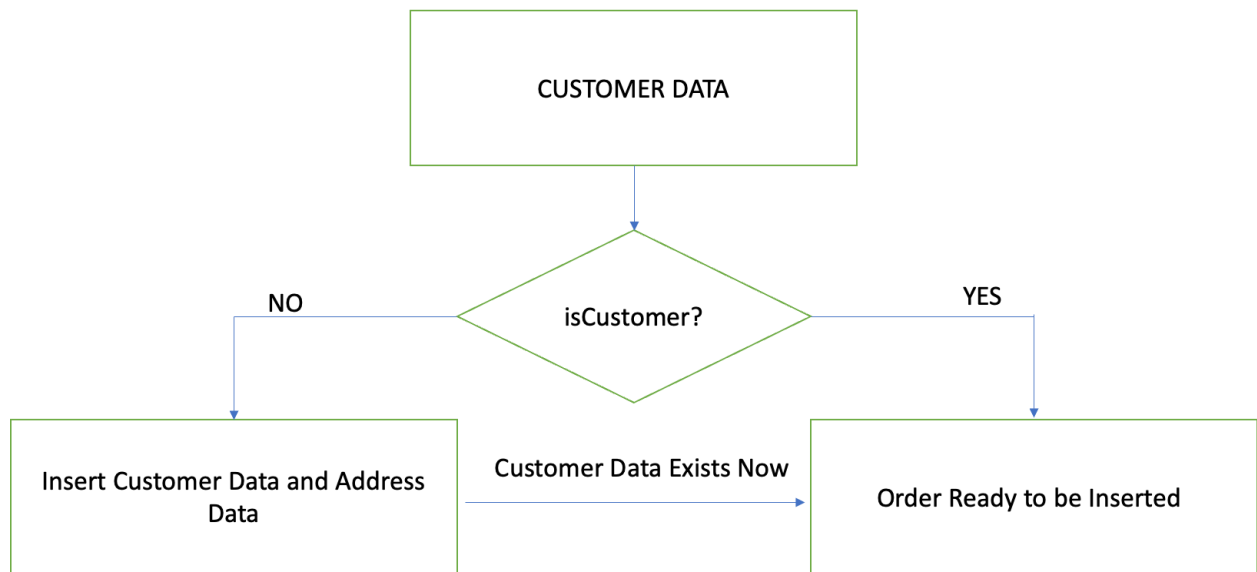 CUSTOMER DATA
isCustomer?
NO
YES
Insert Customer Data and Address
Data
Customer Data Exists Now
Order Ready to be Inserted